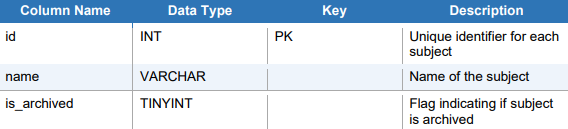 Column Name Data Type Key Description
id INT PK Unique identifier for each
subject
name VARCHAR Name of the subject
is_archived TINYINT Flag indicating if subject
is archived